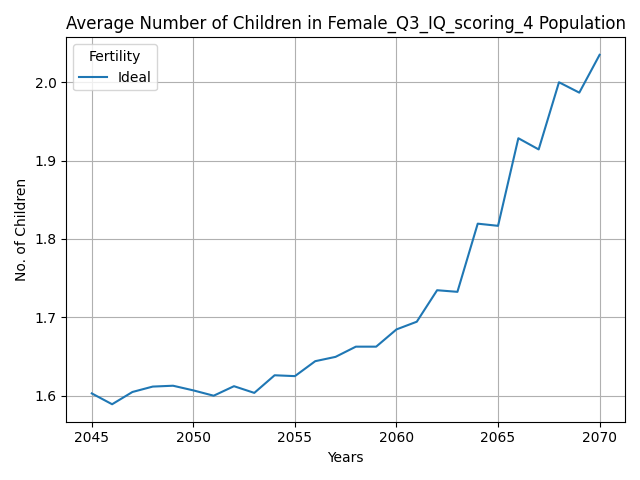 Average Number of Children in Female_Q3_IQ_scoring_4 Population
Fertility
Ideal
No. of Children
2.0
1.9
1.8
1.7
1.6
2045 2050 2055 2060 2065 2070
Years